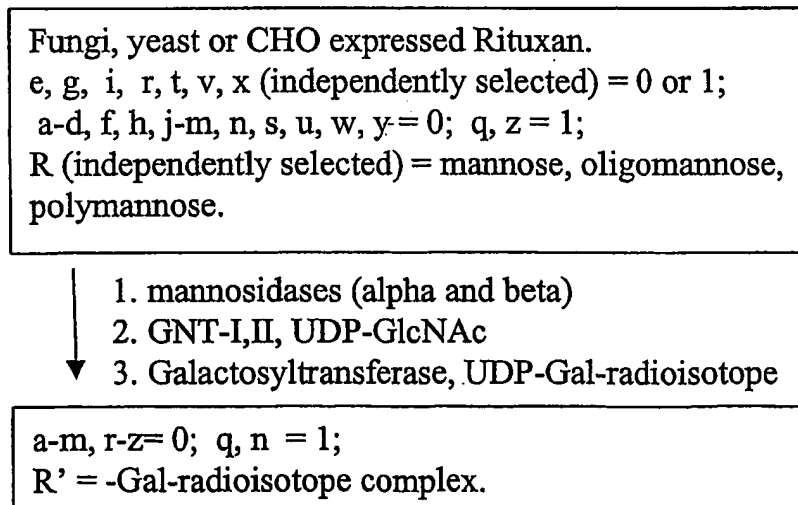 Fungi, yeast or CHO expressed Rituxan.
e, g, i, r, t, v, x (independently selected) = 0 or 1;
a-d, f, h, j-m, n, s, u, w, y = 0; q, z = 1;
R (independently selected) = mannose, oligomannose,
polymannose.
1. mannosidases (alpha and beta)
2. GNT-I,II, UDP-GlcNAc
3. Galactosyltransferase, UDP-Gal-radioisotope
a-m, r-z= 0; q, n = 1;
R' = -Gal-radioisotope complex.